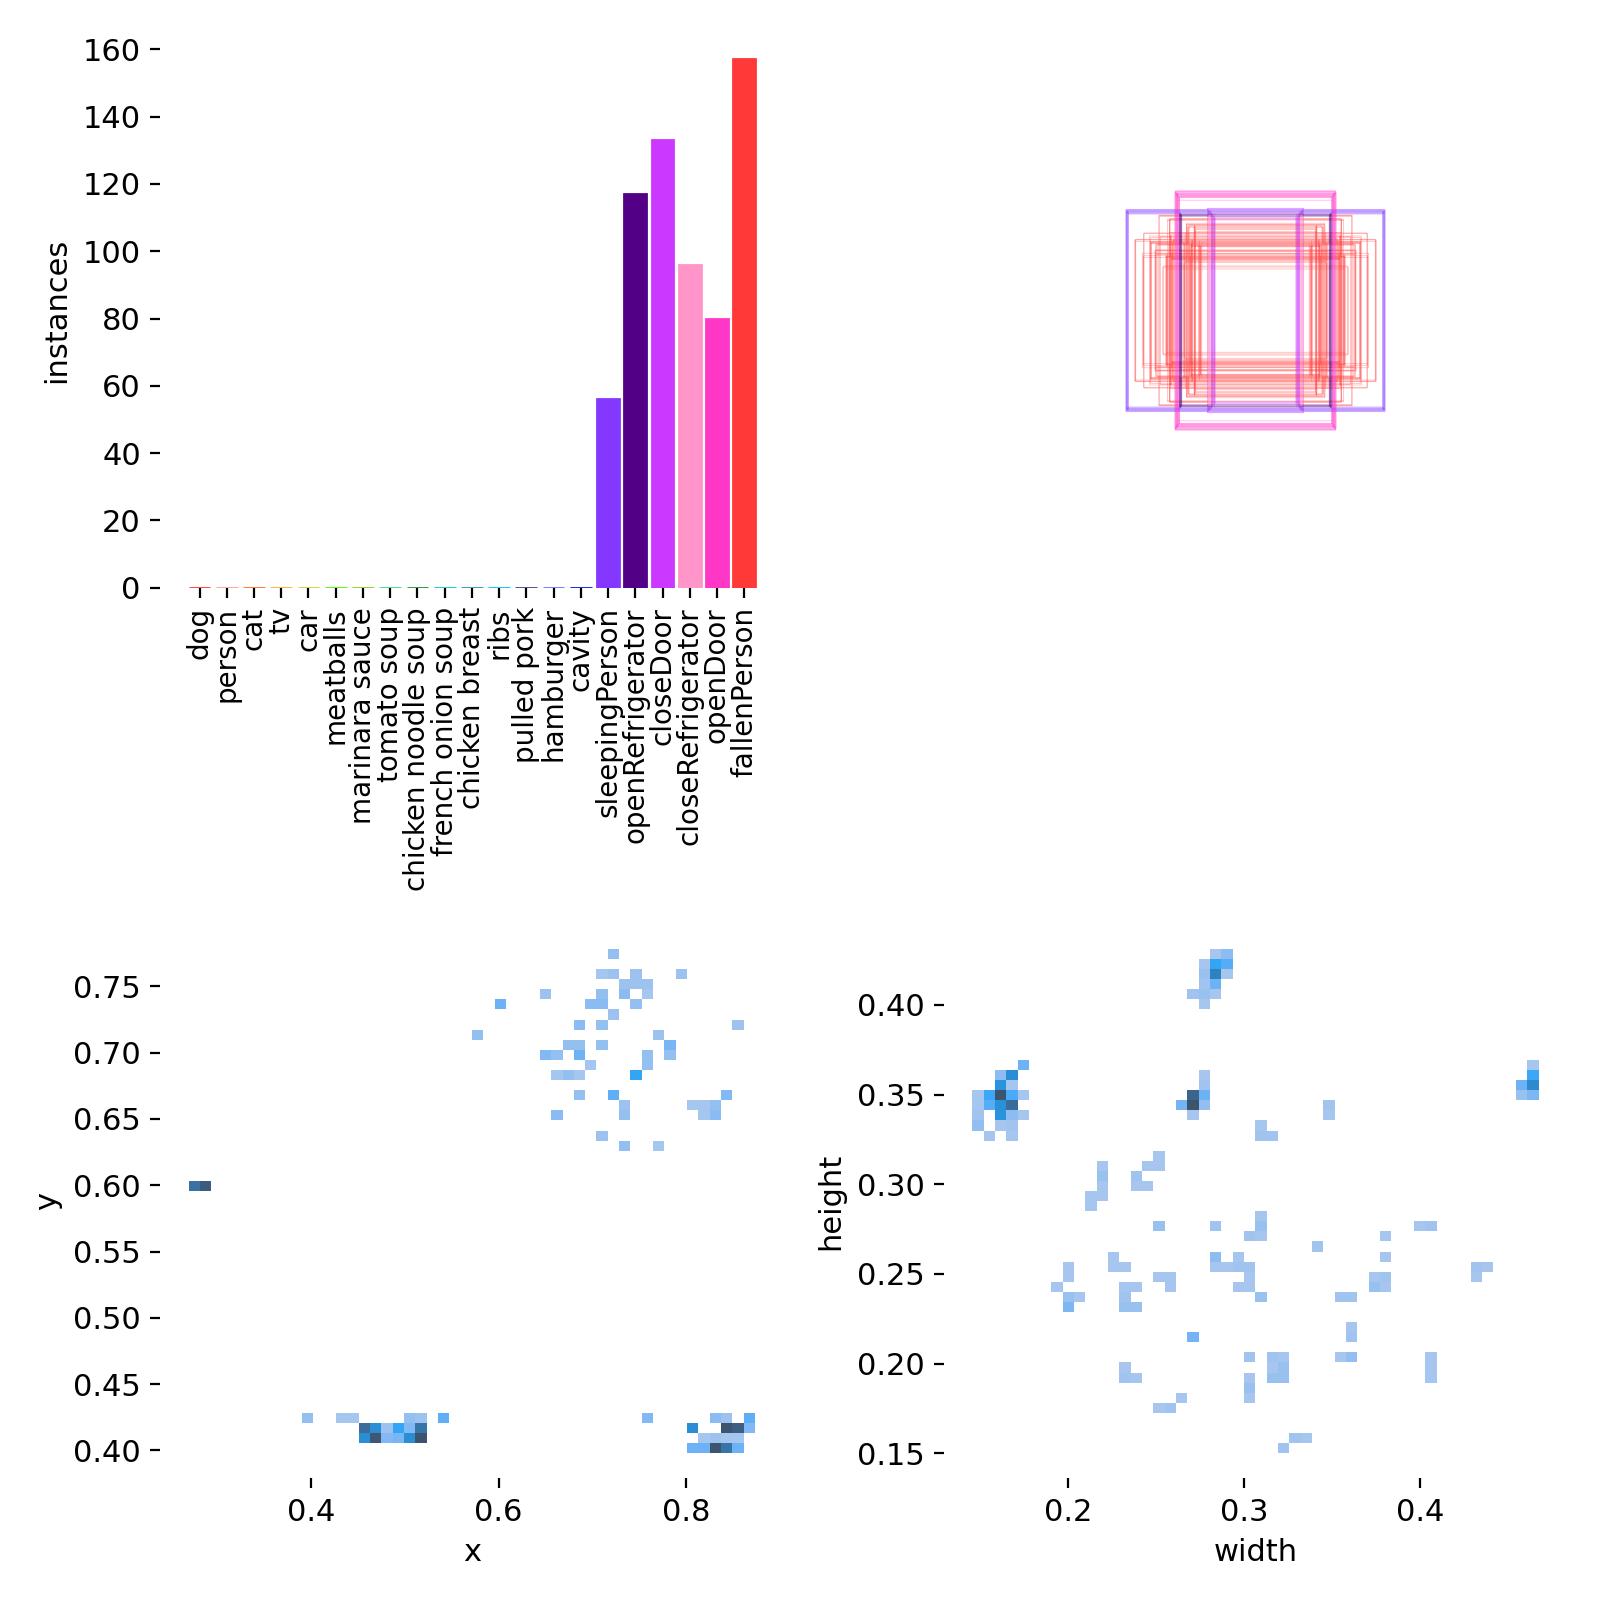 160
140
120
100
80
60
40
20
0
instances
dog
person
cat
tv
car
meatballs
marinara sauce
tomato soup
chicken noodle soup
french onion soup
chicken breast
ribs
pulled pork
hamburger
cavity
sleepingPerson
openRefrigerator
closeDoor
closeRefrigerator
openDoor
fallenPerson
0.75
0.70
0.65
0.60
0.55
0.50
0.45
0.40
y
0.4 0.6 0.8
x
0.40
0.35
0.30
0.25
0.20
0.15
height
0.2 0.3 0.4
width